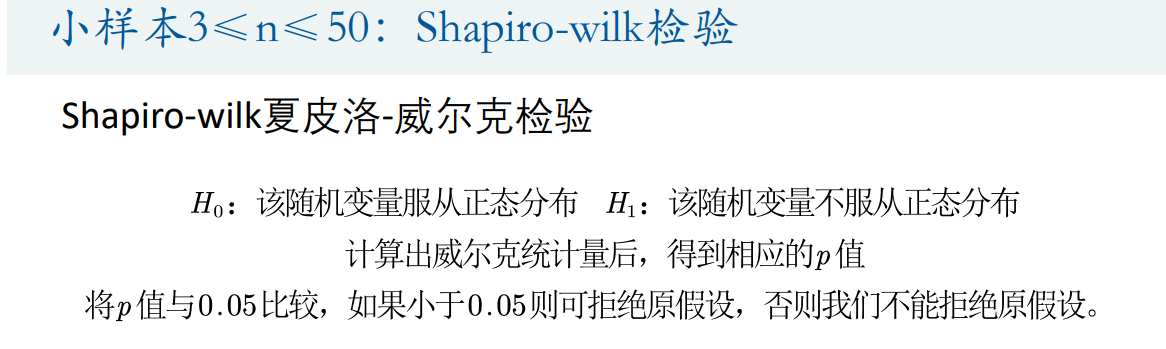 小样本3≤n≤50：Shapiro-wilk检验
Shapiro-wilk夏皮洛-威尔克检验
H₀：该随机变量服从正态分布 H₁：该随机变量不服从正态分布
计算出威尔克统计量后，得到相应的p值
将p值与0.05比较，如果小于0.05则可拒绝原假设，否则我们不能拒绝原假设。